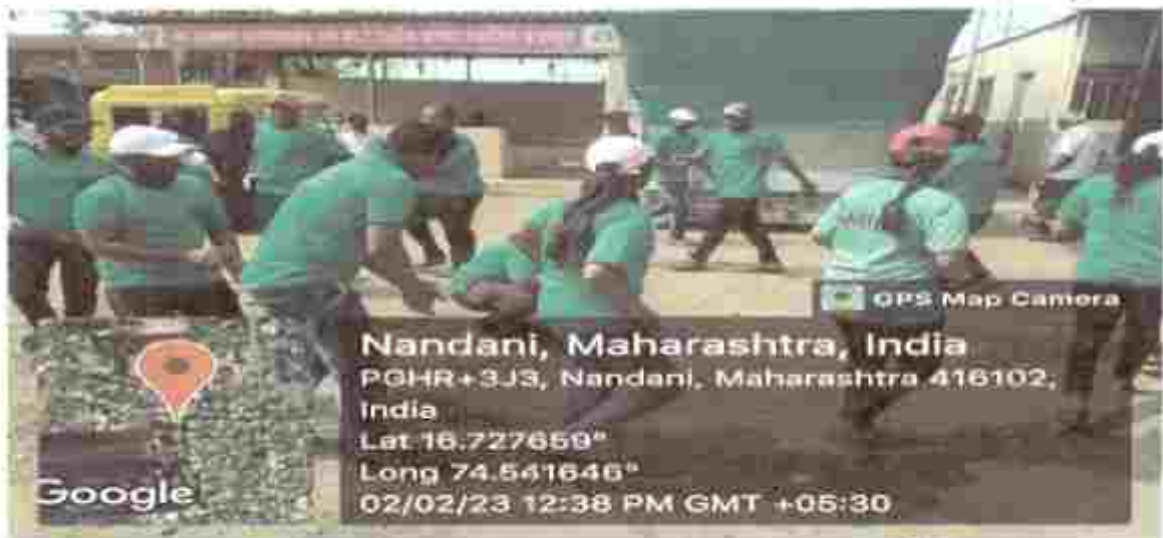 GPS Map Camera
Nandani, Maharashtra, India
PGHR+3J3, Nandani, Maharashtra 416102,
India
Lat 16.727659°
Long 74.541646°
02/02/23 12:38 PM GMT +05:30
Google